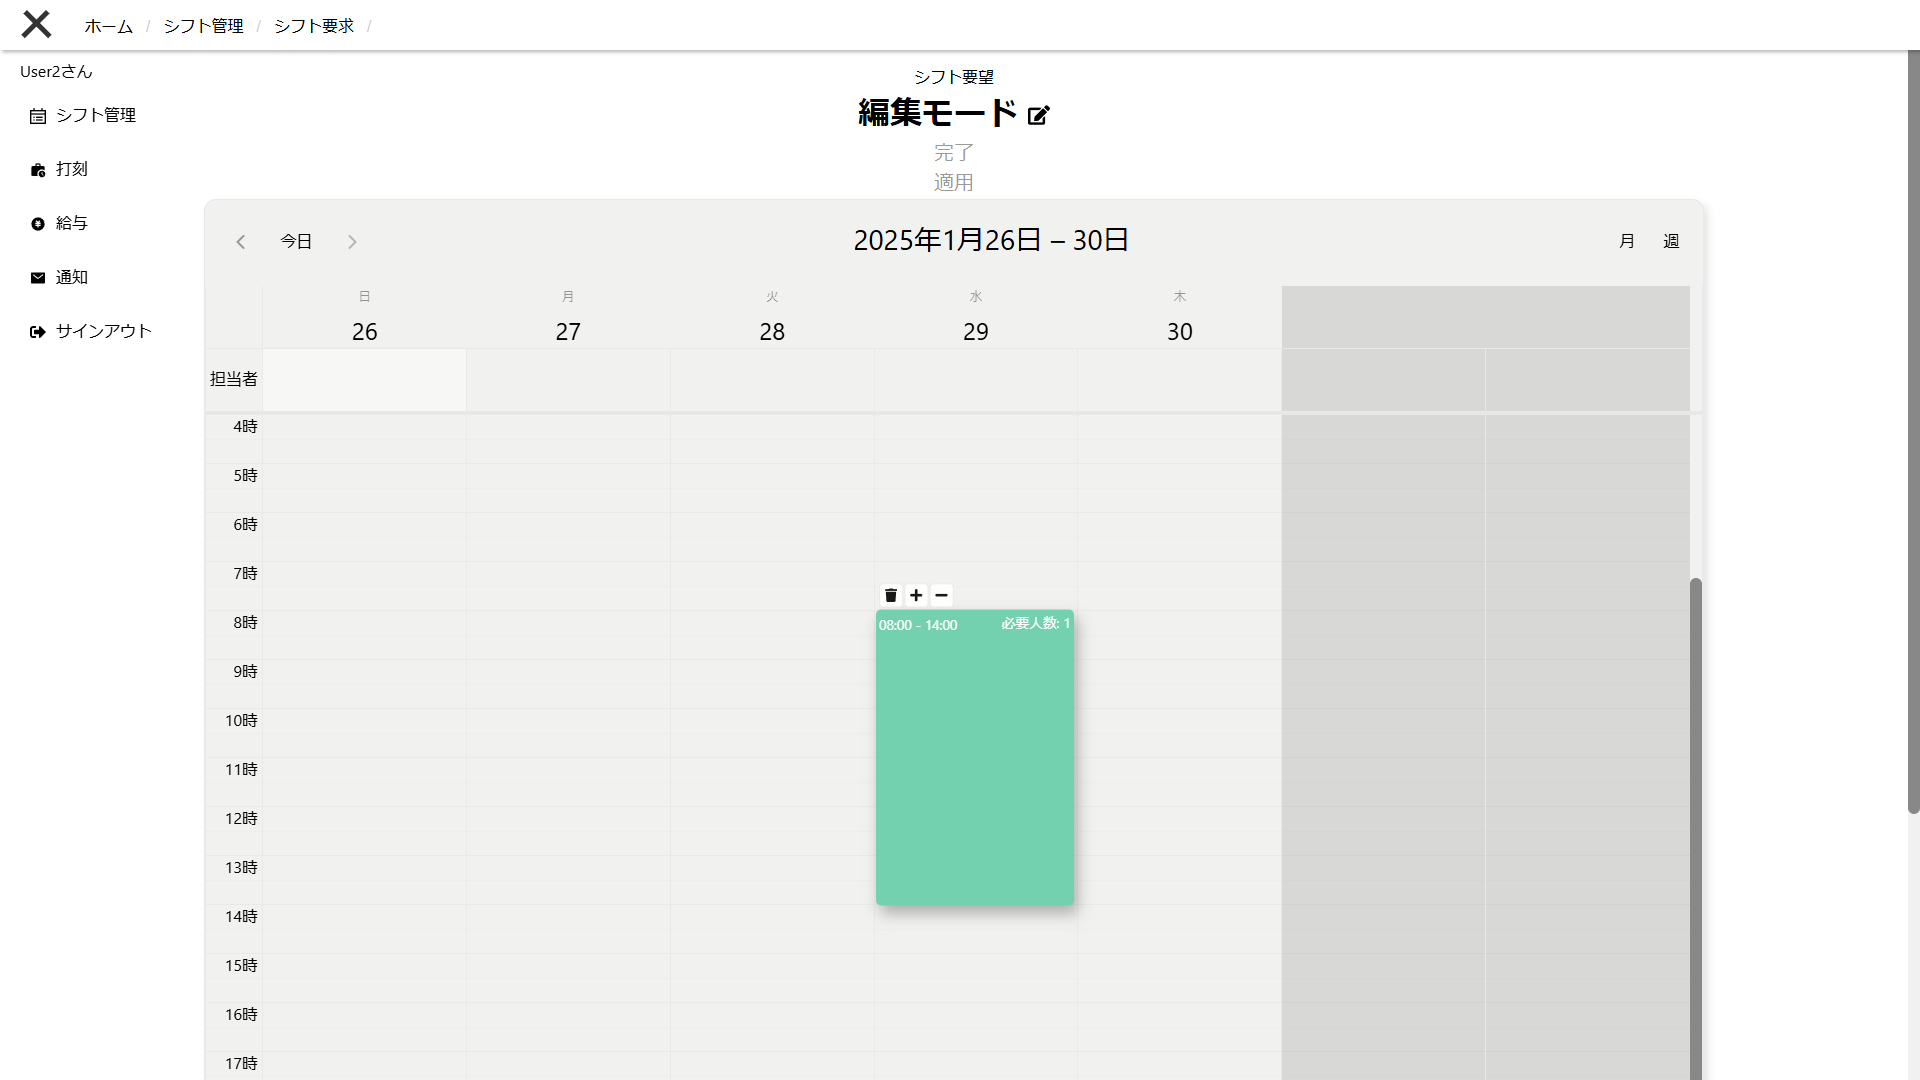 ホーム / シフト管理 / シフト要求 /
User2さん
シフト管理
打刻
給与
通知
サインアウト
シフト要望
編集モード
完了
適用
今日
2025年1月26日 – 30日
月 週
日 月 火 水 木
26 27 28 29 30
担当者
4時
5時
6時
7時
8時
08:00 - 14:00 必要人数: 1
9時
10時
11時
12時
13時
14時
15時
16時
17時